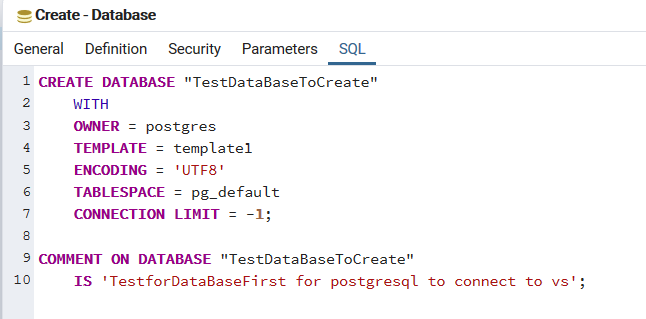 Create - Database
General Definition Security Parameters SQL
1 CREATE DATABASE "TestDataBaseToCreate"
2 WITH
3 OWNER = postgres
4 TEMPLATE = template1
5 ENCODING = 'UTF8'
6 TABLESPACE = pg_default
7 CONNECTION LIMIT = -1;
8
9 COMMENT ON DATABASE "TestDataBaseToCreate"
10 IS 'TestforDataBaseFirst for postgresql to connect to vs';